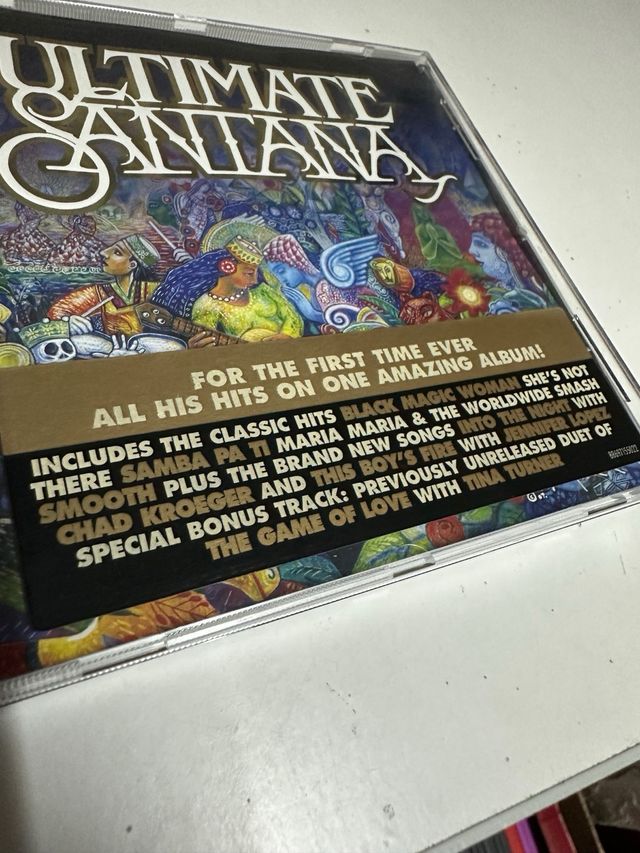 ULTIMATE
SANTANA
FOR THE FIRST TIME EVER
ALL HIS HITS ON ONE AMAZING ALBUM!
INCLUDES THE CLASSIC HITS BLACK MAGIC WOMAN SHE'S NOT
THERE SAMBA PA TI MARIA MARIA & THE WORLDWIDE SMASH
SMOOTH PLUS THE BRAND NEW SONGS INTO THE NIGHT WITH
CHAD KROEGER AND THIS BOY'S FIRE WITH JENNIFER LOPEZ
SPECIAL BONUS TRACK: PREVIOUSLY UNRELEASED DUET OF
THE GAME OF LOVE WITH TINA TURNER